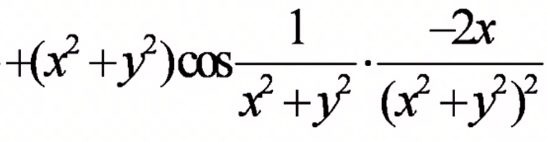 +(x²+y²)cos 1/(x²+y²) · −2x/(x²+y²)²